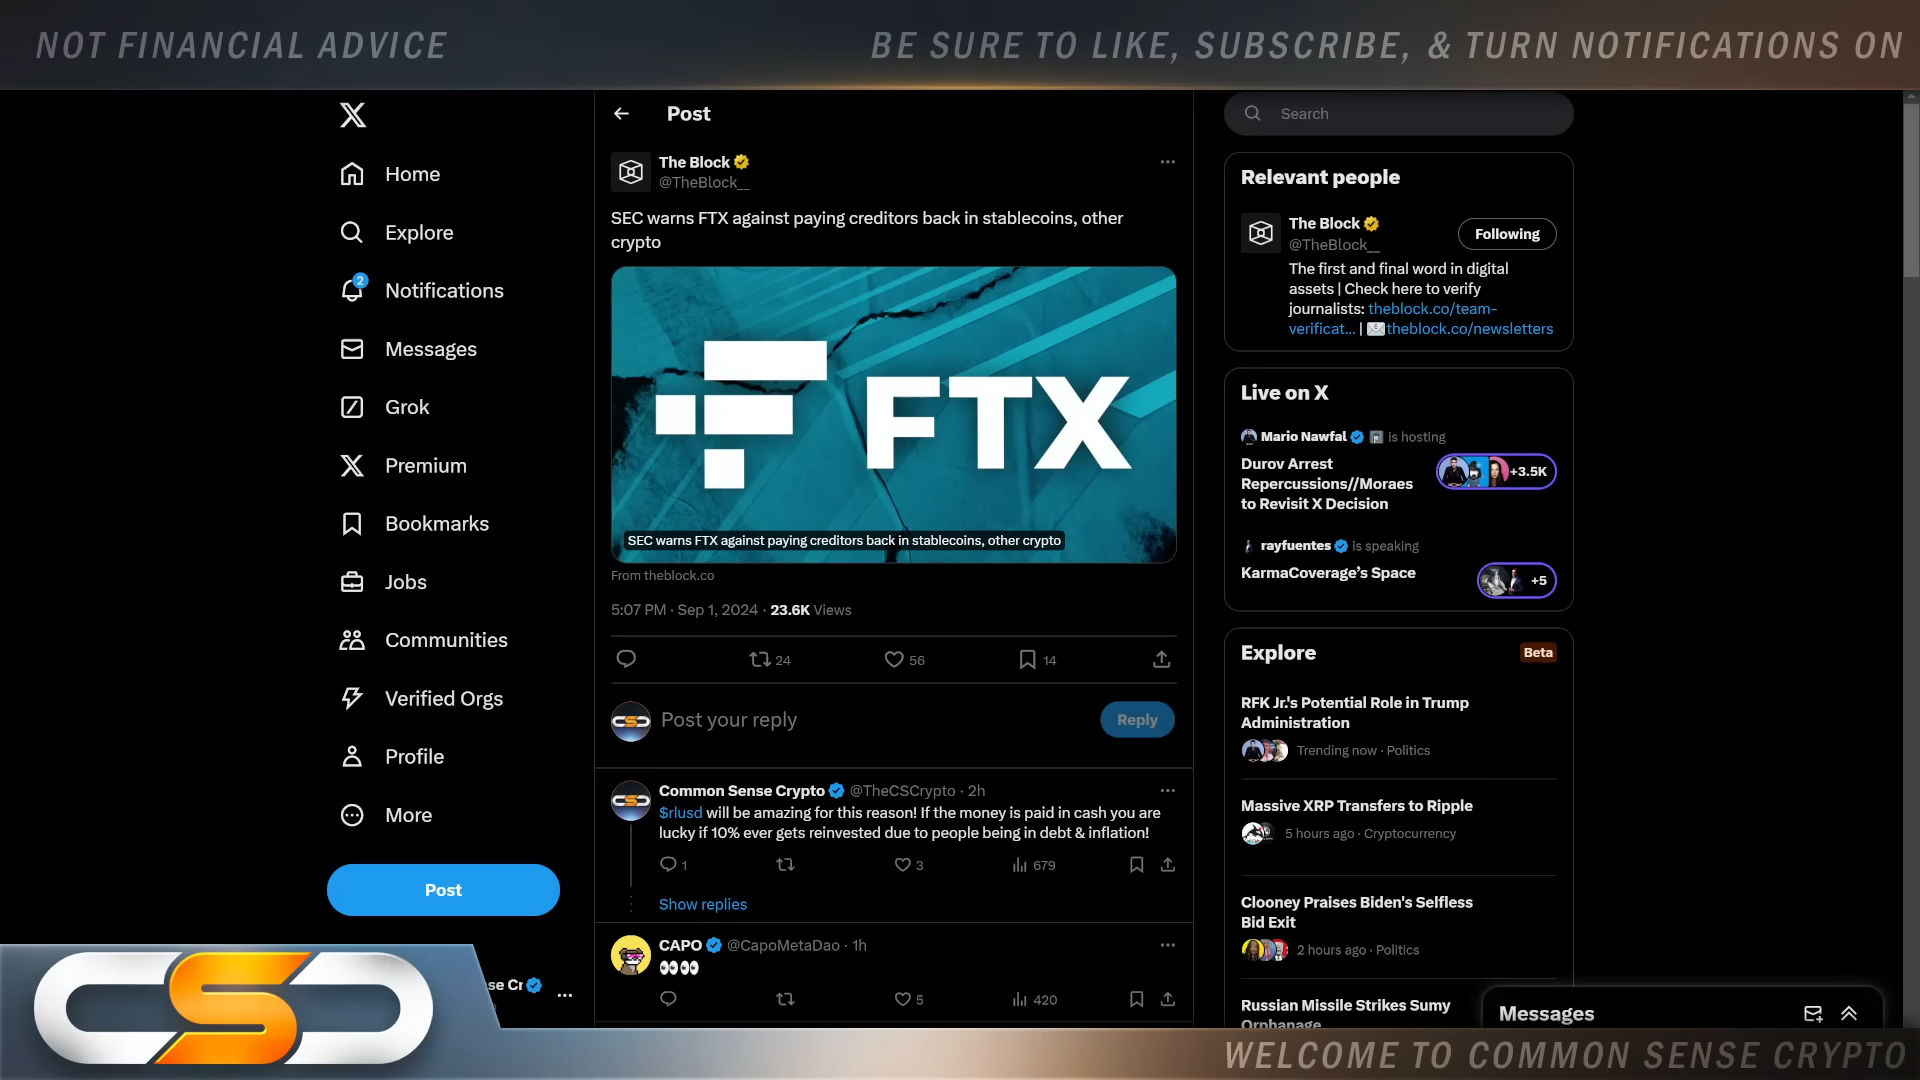 NOT FINANCIAL ADVICE
BE SURE TO LIKE, SUBSCRIBE, & TURN NOTIFICATIONS ON
Home
Explore
2
Notifications
Messages
Grok
Premium
Bookmarks
Jobs
Communities
Verified Orgs
Profile
More
Post
se Cr
Post
The Block
@TheBlock__
SEC warns FTX against paying creditors back in stablecoins, other
crypto
FTX
SEC warns FTX against paying creditors back in stablecoins, other crypto
From theblock.co
5:07 PM · Sep 1, 2024 · 23.6K Views
24 56 14
Post your reply
Reply
Common Sense Crypto @TheCSCrypto · 2h
$rlusd will be amazing for this reason! If the money is paid in cash you are
lucky if 10% ever gets reinvested due to people being in debt & inflation!
1 3 679
Show replies
CAPO @CapoMetaDao · 1h
👀👀
5 420
Search
Relevant people
The Block
@TheBlock__
Following
The first and final word in digital
assets | Check here to verify
journalists: theblock.co/team-
verificat... | 📨theblock.co/newsletters
Live on X
Mario Nawfal is hosting
Durov Arrest
Repercussions//Moraes
to Revisit X Decision
+3.5K
rayfuentes is speaking
KarmaCoverage's Space
+5
Explore
Beta
RFK Jr.'s Potential Role in Trump
Administration
Trending now · Politics
Massive XRP Transfers to Ripple
5 hours ago · Cryptocurrency
Clooney Praises Biden's Selfless
Bid Exit
2 hours ago · Politics
Russian Missile Strikes Sumy
Orphanage
Messages
CSC
WELCOME TO COMMON SENSE CRYPTO